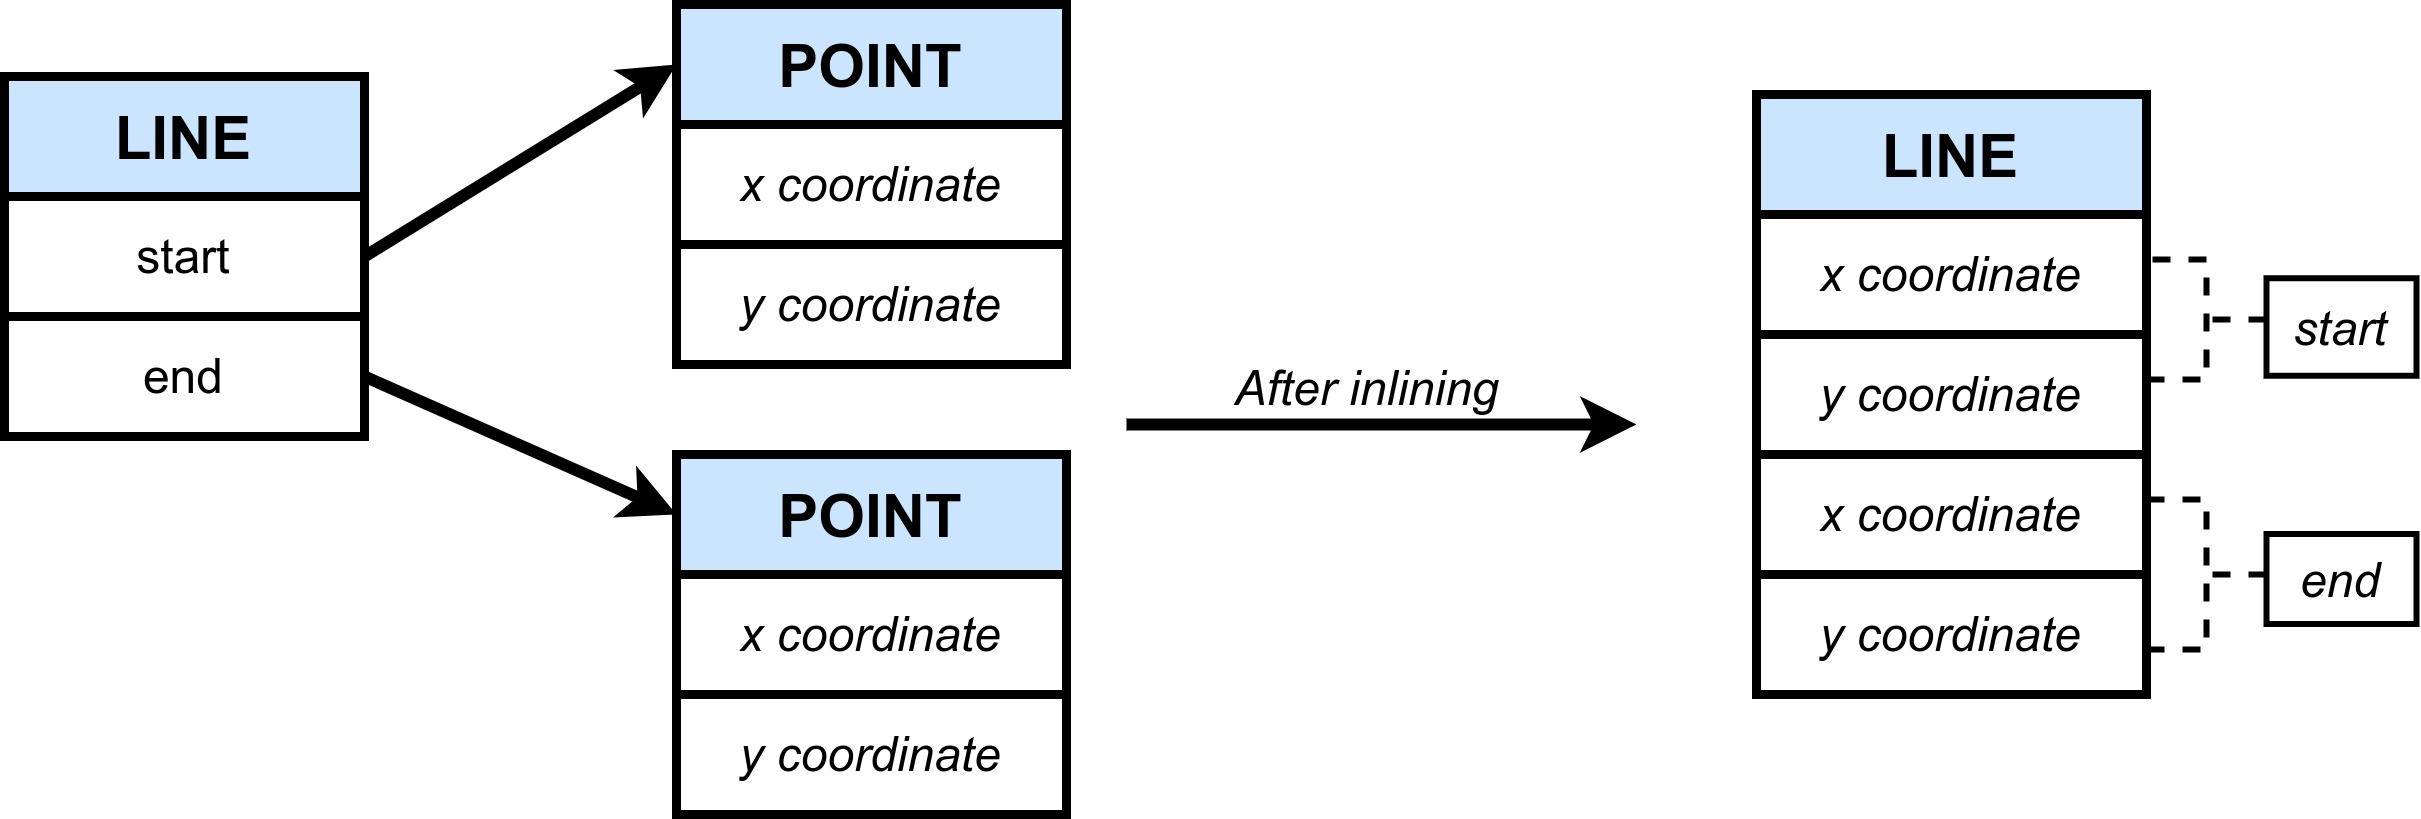 LINE
start
end
POINT
x coordinate
y coordinate
POINT
x coordinate
y coordinate
After inlining
LINE
x coordinate
y coordinate
x coordinate
y coordinate
start
end